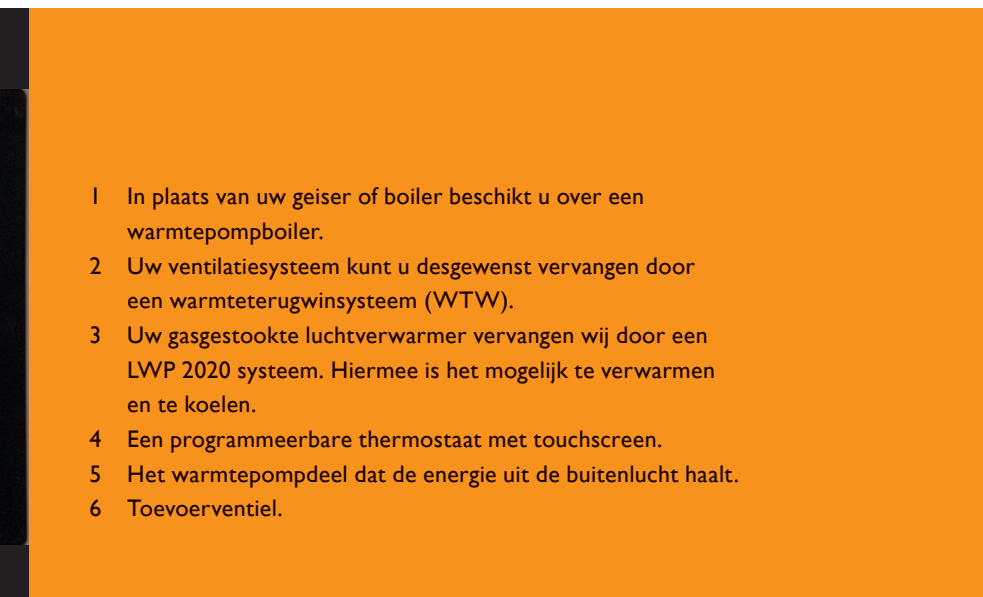 1 In plaats van uw geiser of boiler beschikt u over een
warmtepompboiler.
2 Uw ventilatiesysteem kunt u desgewenst vervangen door
een warmteterugwinsysteem (WTW).
3 Uw gasgestookte luchtverwarmer vervangen wij door een
LWP 2020 systeem. Hiermee is het mogelijk te verwarmen
en te koelen.
4 Een programmeerbare thermostaat met touchscreen.
5 Het warmtepompdeel dat de energie uit de buitenlucht haalt.
6 Toevoerventiel.